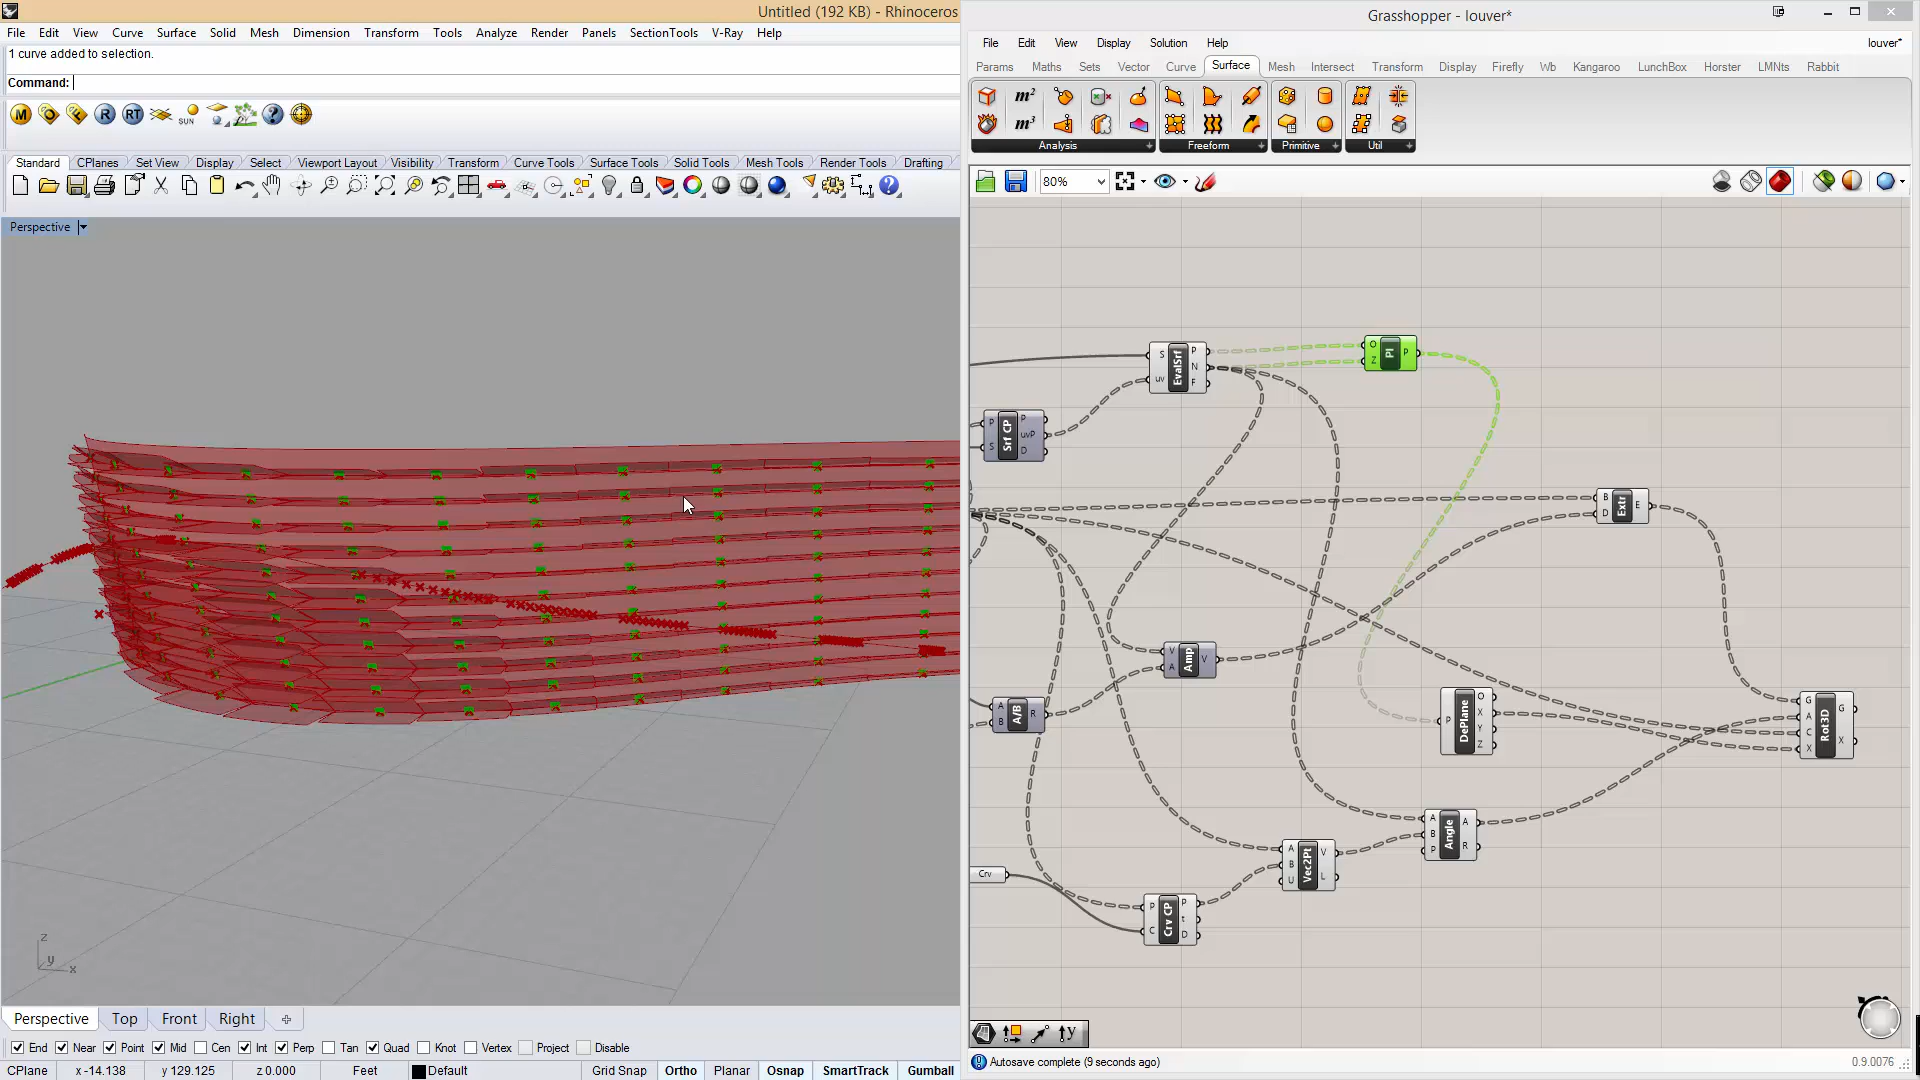 Untitled (192 KB) - Rhinoceros
File Edit View Curve Surface Solid Mesh Dimension Transform Tools Analyze Render Panels SectionTools V-Ray Help
1 curve added to selection.
Command:
Standard CPlanes Set View Display Select Viewport Layout Visibility Transform Curve Tools Surface Tools Solid Tools Mesh Tools Render Tools Drafting
Perspective
z
y
x
Perspective Top Front Right
End Near Point Mid Cen Int Perp Tan Quad Knot Vertex Project Disable
CPlane x -14.138 y 129.125 z 0.000 Feet Default Grid Snap Ortho Planar Osnap SmartTrack Gumball
Grasshopper - louver*
File Edit View Display Solution Help louver*
Params Maths Sets Vector Curve Surface Mesh Intersect Transform Display Firefly Wb Kangaroo LunchBox Horster LMNts Rabbit
m² m³
Analysis Freeform Primitive Util
80%
S uv EvalSrf P N F
O Z Pl P
P S Srf CP P uvP D
B D Extr E
V A Amp V
A B A/B R
P DePlane O X Y Z
G A C X Rot3D G X
A B P Angle A R
A B U Vec2Pt V L
Crv
P C Crv CP P t D
Autosave complete (9 seconds ago) 0.9.0076